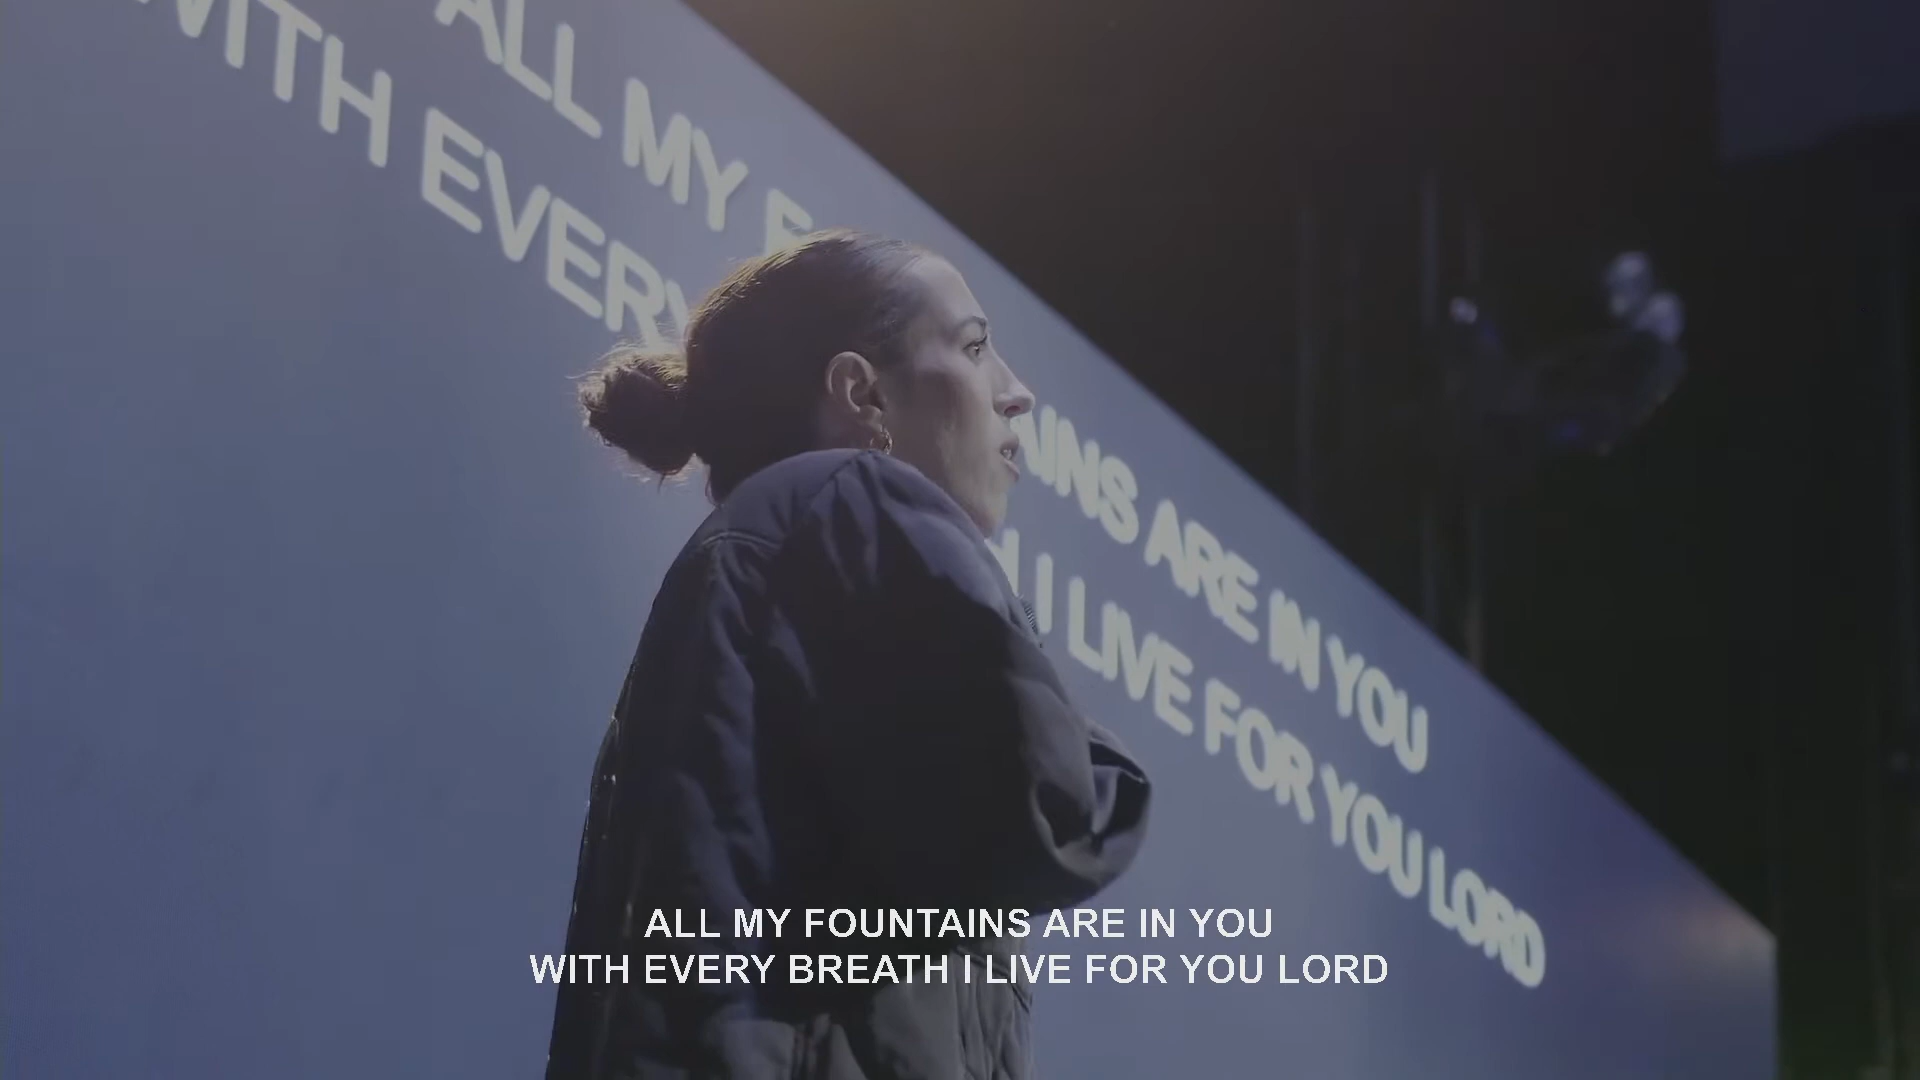 ALL MY F
AINS ARE IN YOU
WITH EVERY
I LIVE FOR YOU LORD
ALL MY FOUNTAINS ARE IN YOU
WITH EVERY BREATH I LIVE FOR YOU LORD